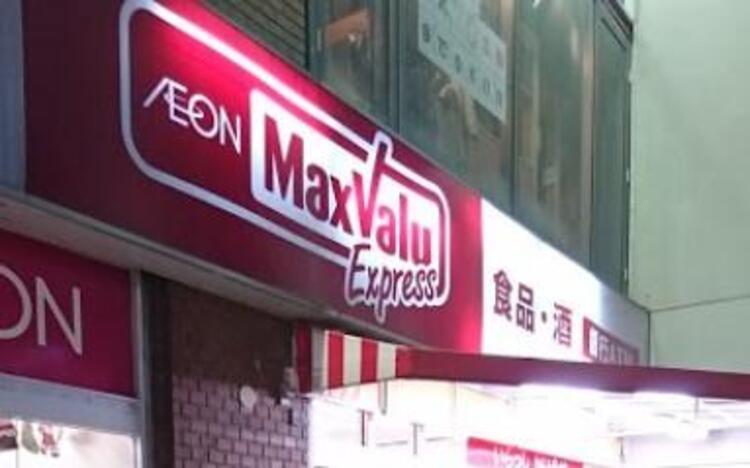 ÆON
MaxValu
Express
食品・酒
ON